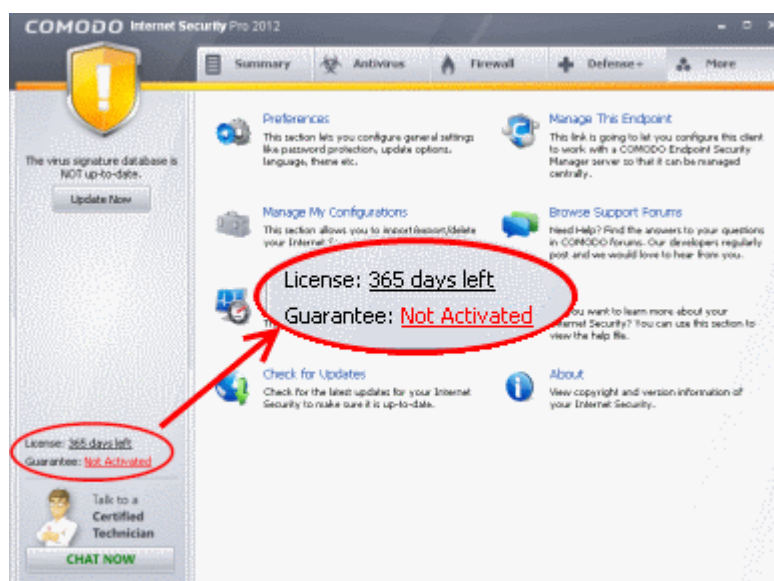 COMODO Internet Security Pro 2012
Summary
Antivirus
Firewall
Defense+
More
The virus signature database is
NOT up-to-date.
Update Now
Preferences
This section lets you configure general settings
like password protection, update options,
language, theme etc.
Manage This Endpoint
This link is going to let you configure this client
to work with a COMODO Endpoint Security
Manager server so that it can be managed
centrally.
Manage My Configurations
This section allows you to import/export/delete
your Internet
Browse Support Forums
Need Help? Find the answers to your questions
in COMODO forums. Our developers regularly
post and we would love to hear from you.
License: 365 days left
Guarantee: Not Activated
you want to learn more about your
Internet Security? You can use this section to
view the help file.
Check for Updates
Check for the latest updates for your Internet
Security to make sure it is up-to-date.
About
View copyright and version information of
your Internet Security.
License: 365 days left
Guarantee: Not Activated
Talk to a
Certified
Technician
CHAT NOW